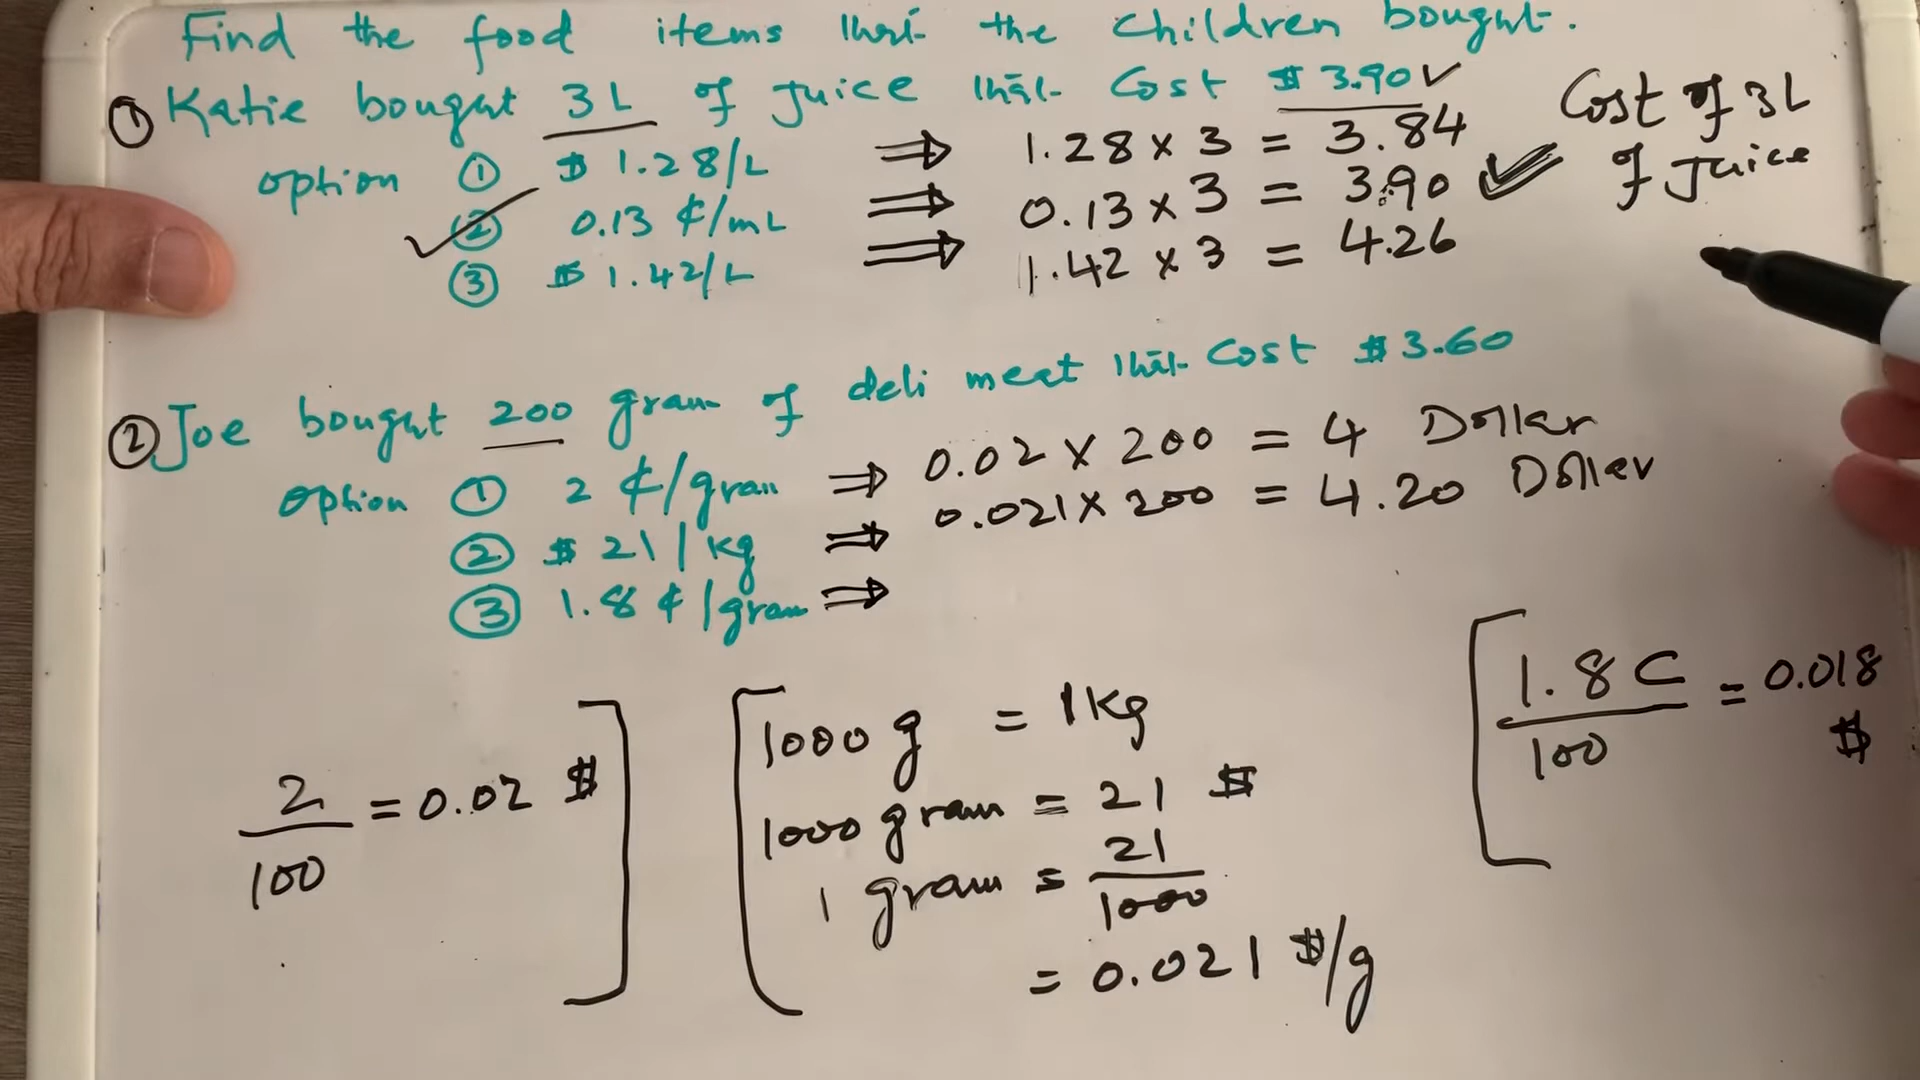 Find the food items that the children bought.
① Katie bought 3 L of Juice that Cost $ 3.90 ✓
option ① $ 1.28/L ⇒ 1.28 x 3 = 3.84
② 0.13 ¢/mL ⇒ 0.13 x 3 = 3.90 ✓
③ $ 1.42/L ⇒ 1.42 x 3 = 4.26
Cost of 3 L
of Juice
② Joe bought 200 gram of deli meat that Cost $ 3.60
option ① 2 ¢/gram ⇒ 0.02 x 200 = 4 Dollar
② $ 21/kg ⇒ 0.021 x 200 = 4.20 Dollar
③ 1.8 ¢/gram ⇒
2/100 = 0.02 $
1000 g = 1 kg
1000 gram = 21 $
1 gram = 21/1000
= 0.021 $/g
1.8 C/100 = 0.018 $